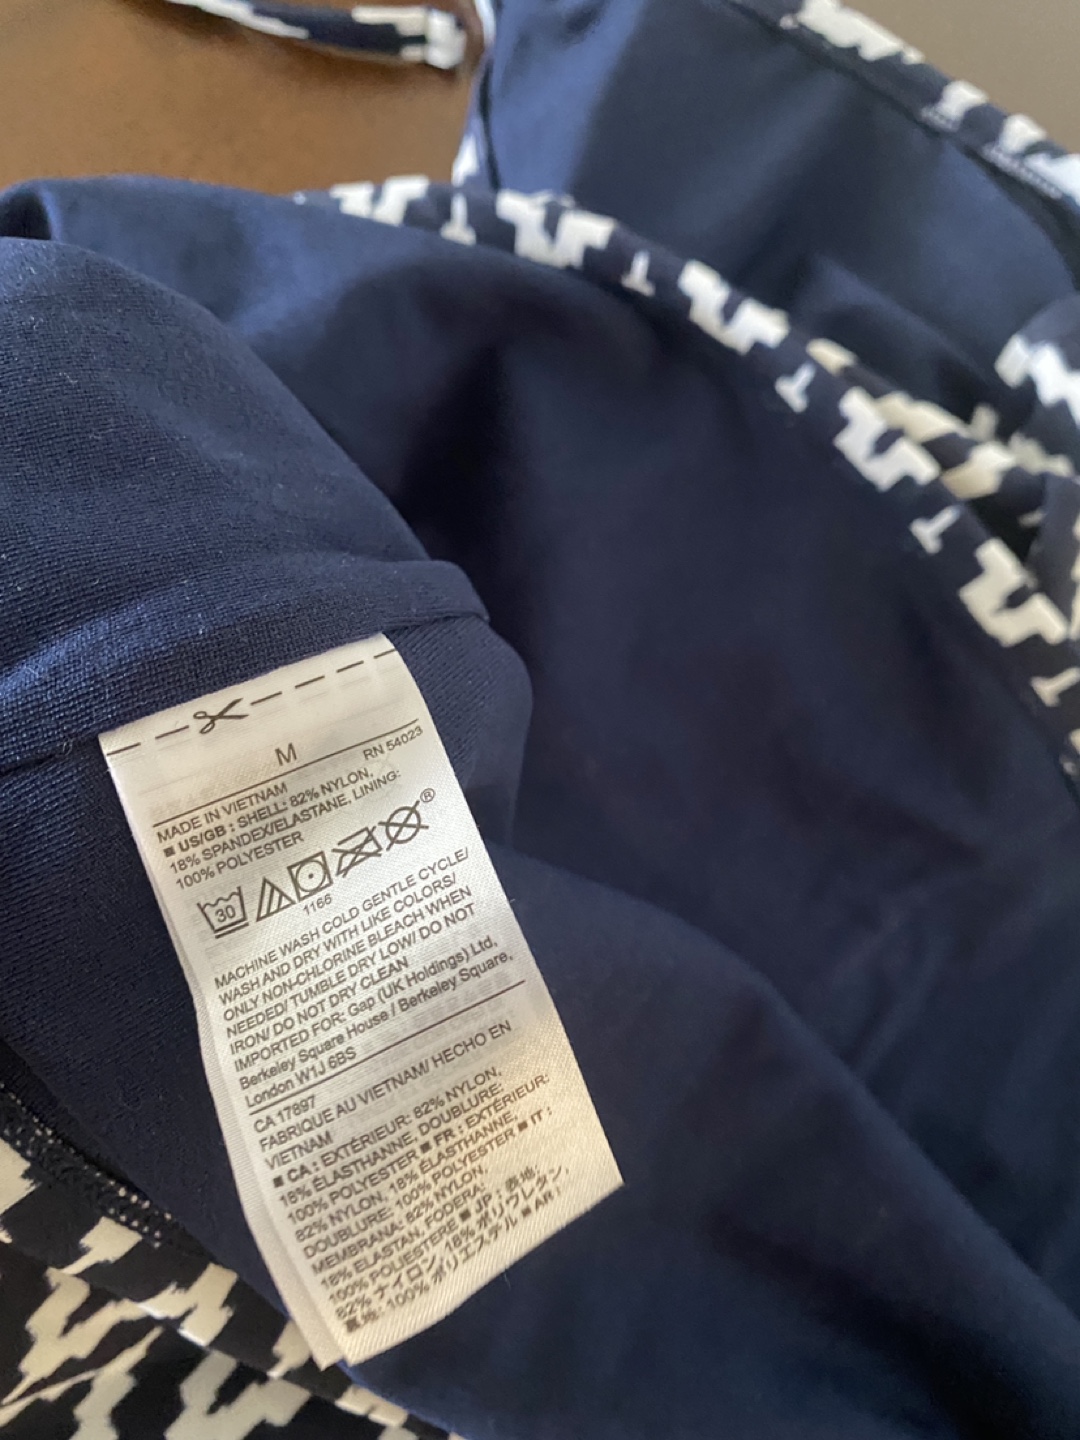 M
RN 54023
MADE IN VIETNAM
■ US/GB : SHELL: 82% NYLON,
18% SPANDEX/ELASTANE, LINING:
100% POLYESTER
30
1166
®
MACHINE WASH COLD GENTLE CYCLE/
WASH AND DRY WITH LIKE COLORS/
ONLY NON-CHLORINE BLEACH WHEN
NEEDED/ TUMBLE DRY LOW/ DO NOT
IRON/ DO NOT DRY CLEAN
IMPORTED FOR: Gap (UK Holdings) Ltd,
Berkeley Square House / Berkeley Square,
London W1J 6BS
CA 17897
FABRIQUE AU VIETNAM/ HECHO EN
VIETNAM
■ CA : EXTÉRIEUR: 82% NYLON,
18% ÉLASTHANNE, DOUBLURE:
100% POLYESTER ■ FR : EXTÉRIEUR:
82% NYLON, 18% ÉLASTHANNE,
DOUBLURE: 100% POLYESTER ■ IT :
MEMBRANA: 82% NYLON,
18% ELASTAN, FODERA:
100% POLIESTERE ■ JP : 表地:
82% ナイロン, 18% ポリウレタン,
裏地: 100% ポリエステル ■ AR :